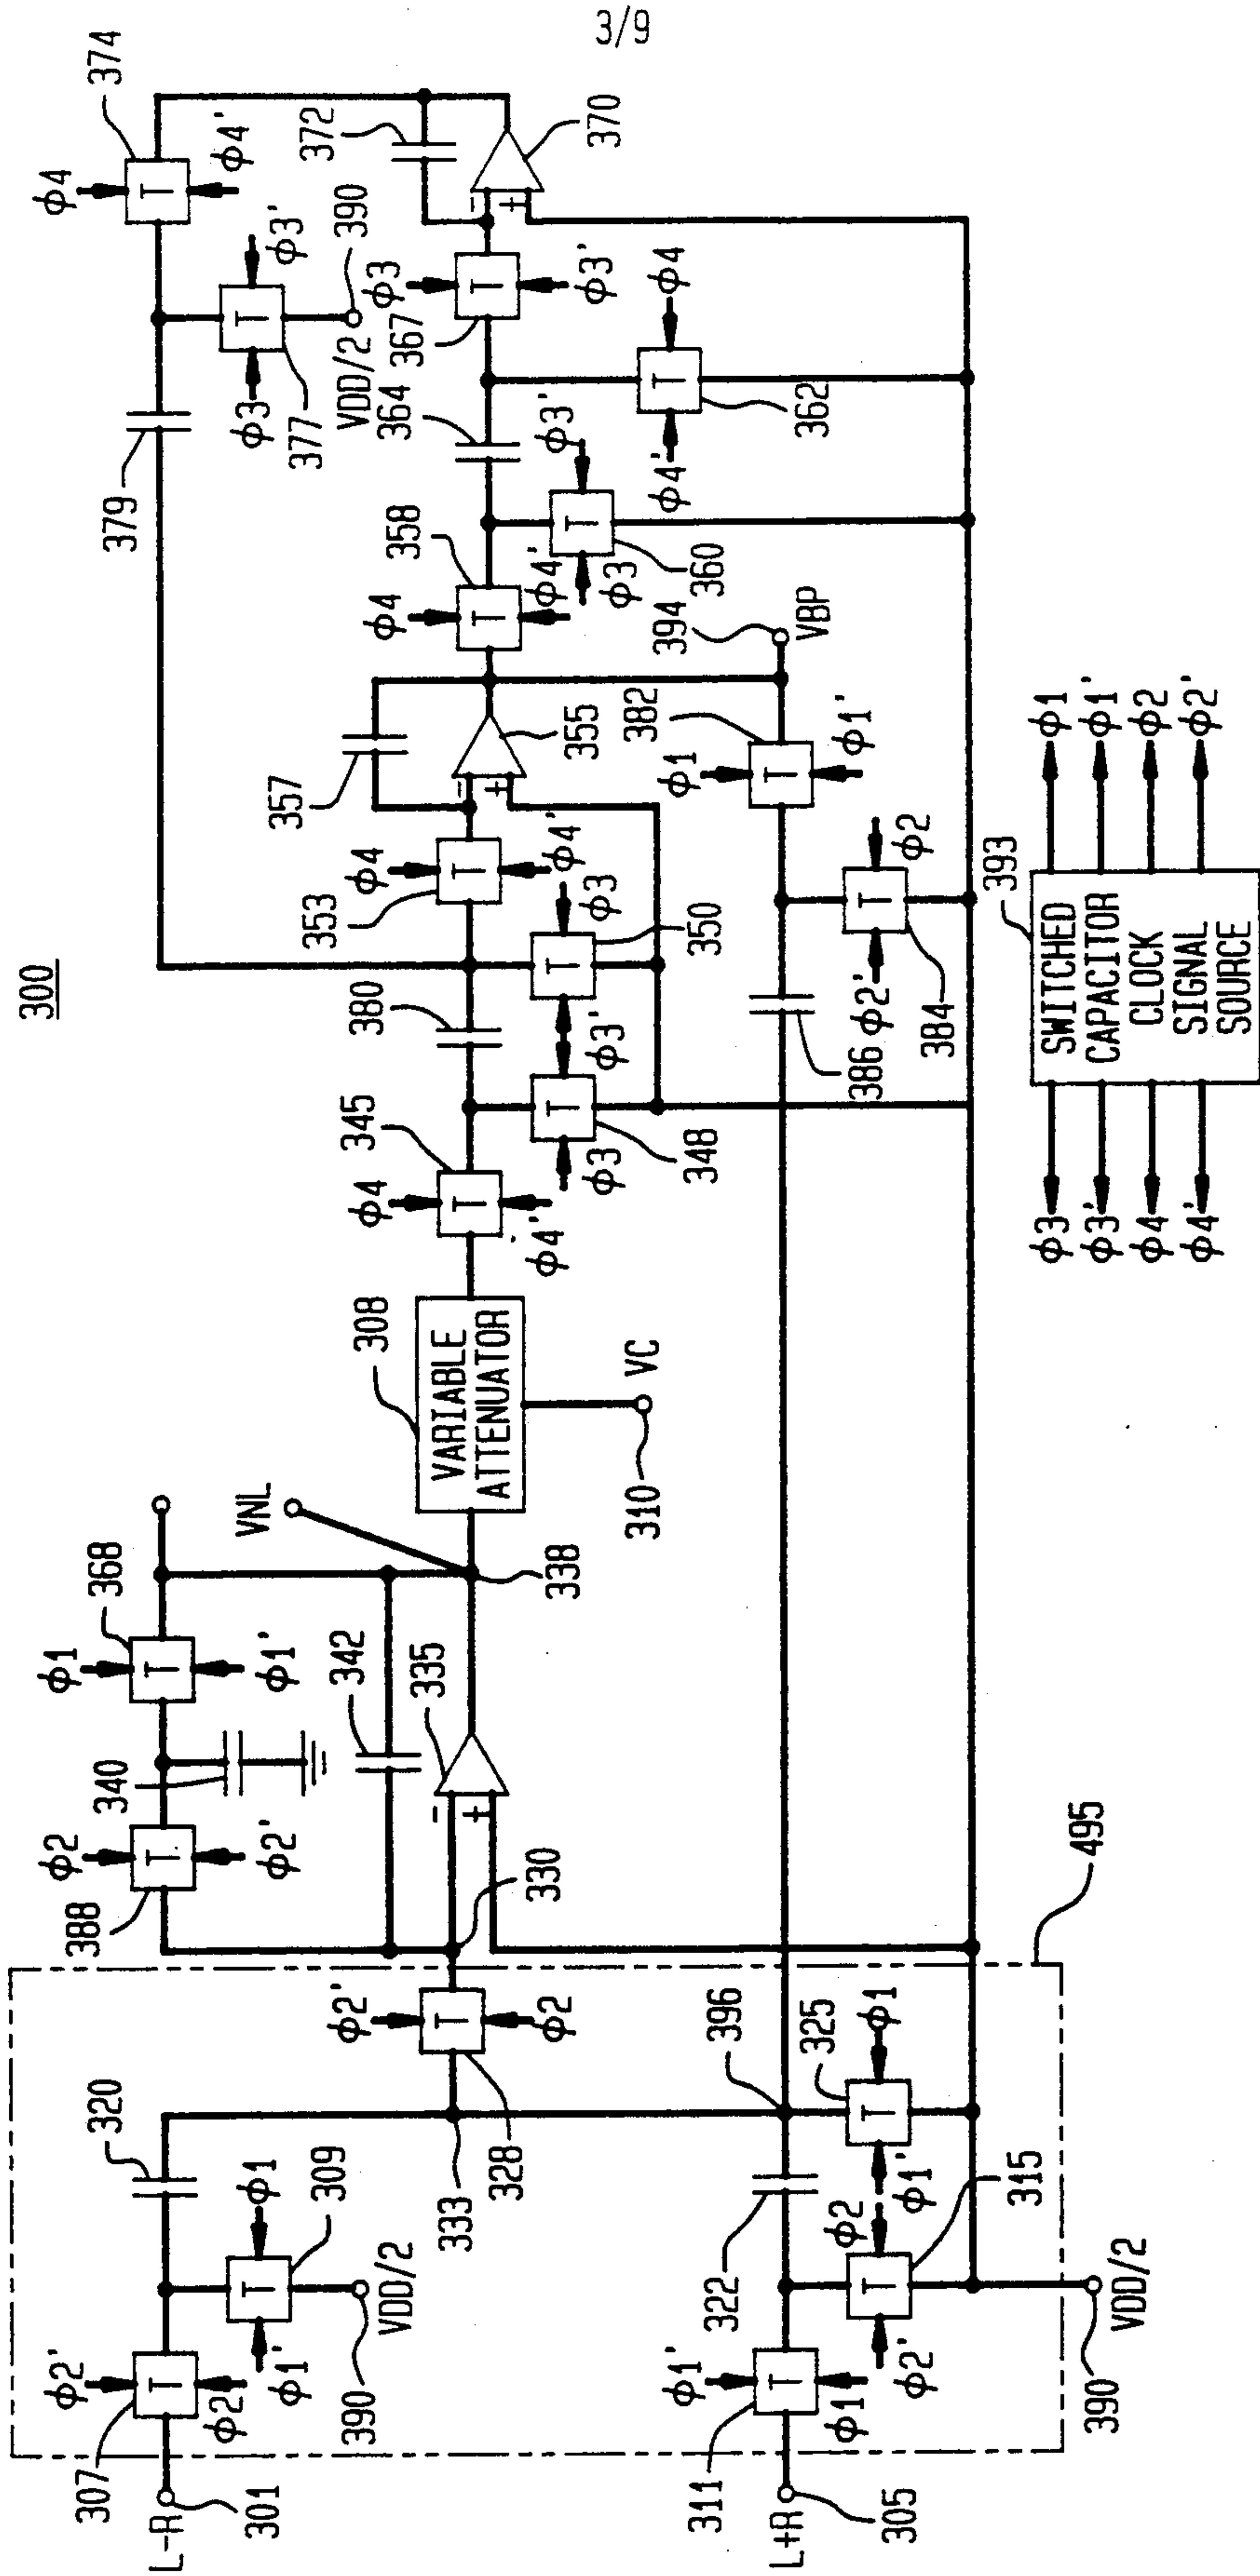 3/9
300
374
φ4
T
φ4'
372
370
379
φ3
T
φ3'
377
VDD/2
390
364
367
φ3
T
φ3'
-
+
358
φ4
T
φ4'
φ3
T
φ3'
360
φ4'
T
φ4
362
357
355
-
+
353
φ4
T
φ4'
380
350
T
φ3
φ3'
345
φ4
T
φ4'
348
T
φ3
394
VBP
382
φ1
T
φ1'
φ2
T
φ2'
384
386
308
VARIABLE
ATTENUATOR
VC
310
VNL
338
368
φ1
T
φ1'
340
342
335
-
+
388
φ2
T
φ2'
330
495
φ2'
T
φ2
328
333
320
309
φ1
T
φ1'
VDD/2
390
307
φ2'
T
φ2
L-R
301
396
325
φ1
T
φ1'
322
φ2
T
φ2'
315
311
φ1'
T
φ1
L+R
305
390
VDD/2
393
SWITCHED
CAPACITOR
CLOCK
SIGNAL
SOURCE
φ3
φ3'
φ4
φ4'
φ1
φ1'
φ2
φ2'